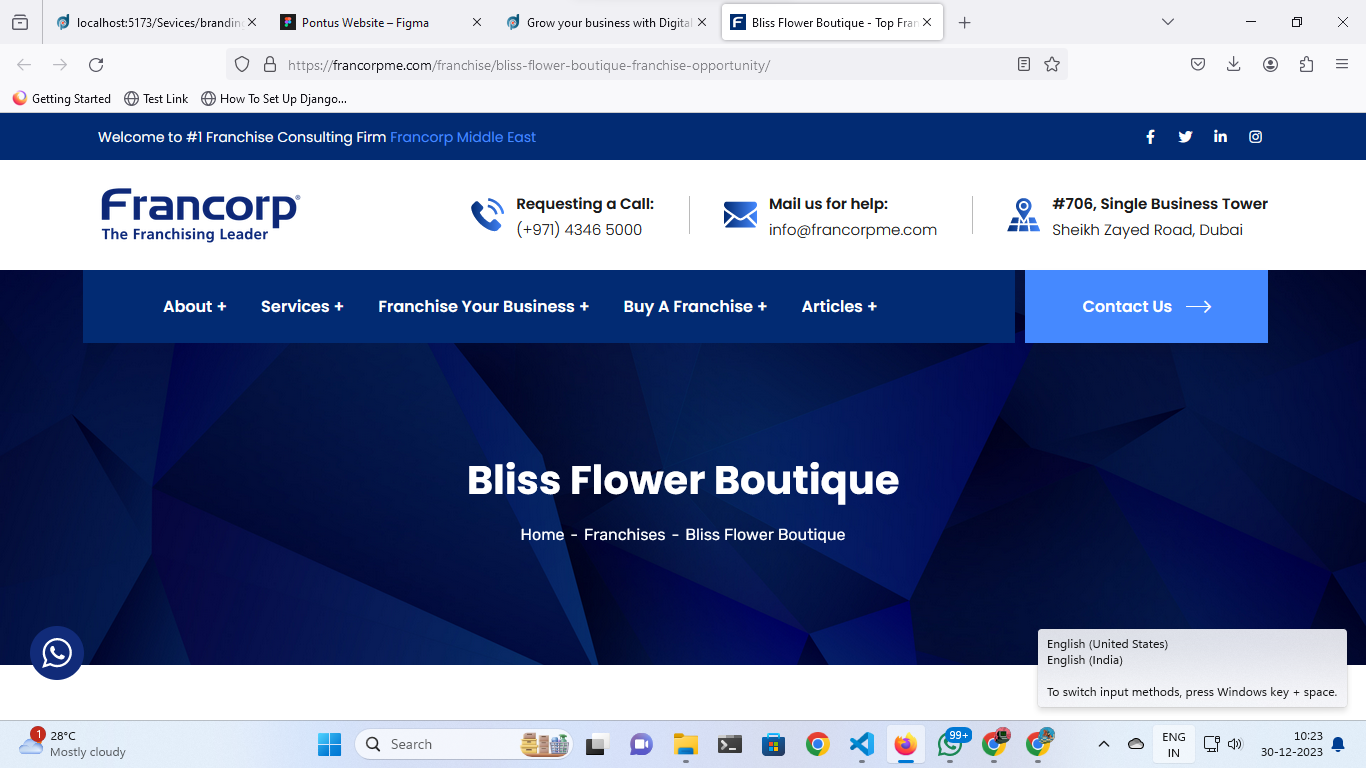 localhost:5173/Sevices/branding
Pontus Website – Figma
Grow your business with Digital
Bliss Flower Boutique - Top Fran
https://francorpme.com/franchise/bliss-flower-boutique-franchise-opportunity/
Getting Started
Test Link
How To Set Up Django...
Welcome to #1 Franchise Consulting Firm Francorp Middle East
Francorp®
The Franchising Leader
Requesting a Call:
(+971) 4346 5000
Mail us for help:
info@francorpme.com
#706, Single Business Tower
Sheikh Zayed Road, Dubai
About +
Services +
Franchise Your Business +
Buy A Franchise +
Articles +
Contact Us
Bliss Flower Boutique
Home - Franchises - Bliss Flower Boutique
English (United States)
English (India)
To switch input methods, press Windows key + space.
1
28°C
Mostly cloudy
Search
99+
ENG
IN
10:23
30-12-2023